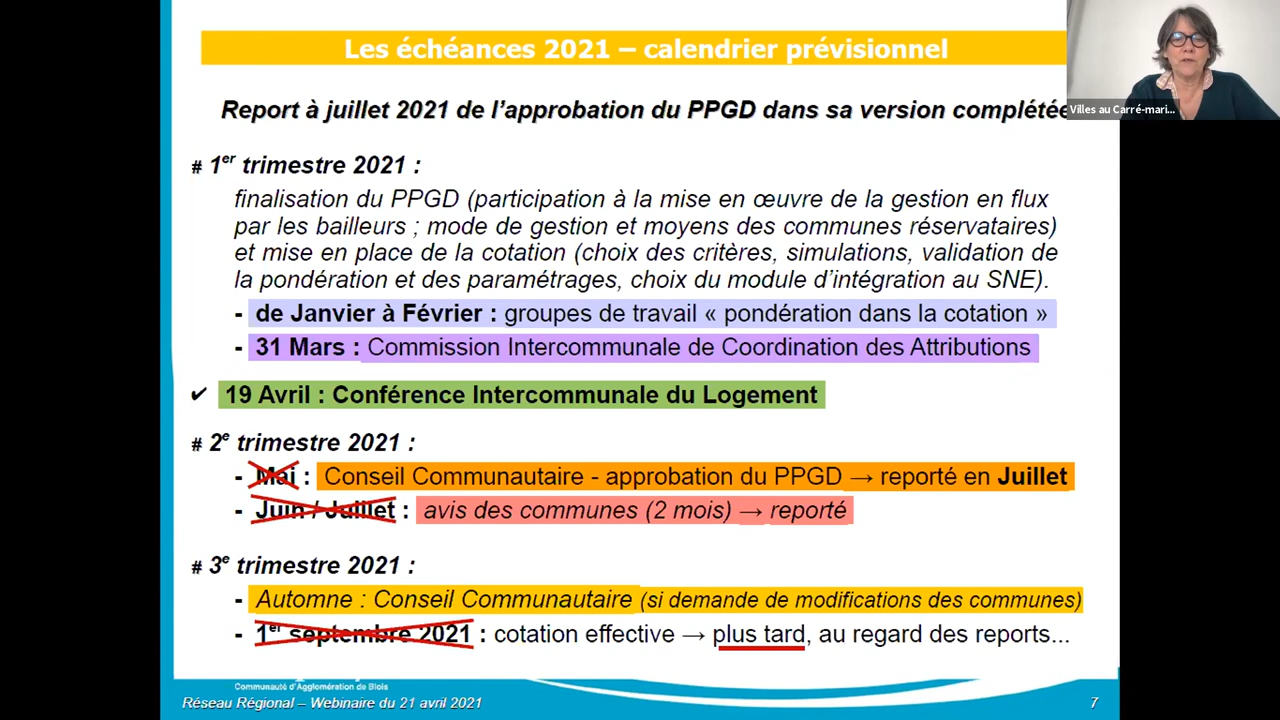 Les échéances 2021 – calendrier prévisionnel
Villes au Carré-mari...
Report à juillet 2021 de l'approbation du PPGD dans sa version complétée
# 1er trimestre 2021 :
finalisation du PPGD (participation à la mise en œuvre de la gestion en flux
par les bailleurs ; mode de gestion et moyens des communes réservataires)
et mise en place de la cotation (choix des critères, simulations, validation de
la pondération et des paramétrages, choix du module d'intégration au SNE).
- de Janvier à Février : groupes de travail « pondération dans la cotation »
- 31 Mars : Commission Intercommunale de Coordination des Attributions
✓ 19 Avril : Conférence Intercommunale du Logement
# 2e trimestre 2021 :
- Mai : Conseil Communautaire - approbation du PPGD → reporté en Juillet
- Juin / Juillet : avis des communes (2 mois) → reporté
# 3e trimestre 2021 :
- Automne : Conseil Communautaire (si demande de modifications des communes)
- 1er septembre 2021 : cotation effective → plus tard, au regard des reports...
Communauté d'Agglomération de Blois
Réseau Régional – Webinaire du 21 avril 2021
7